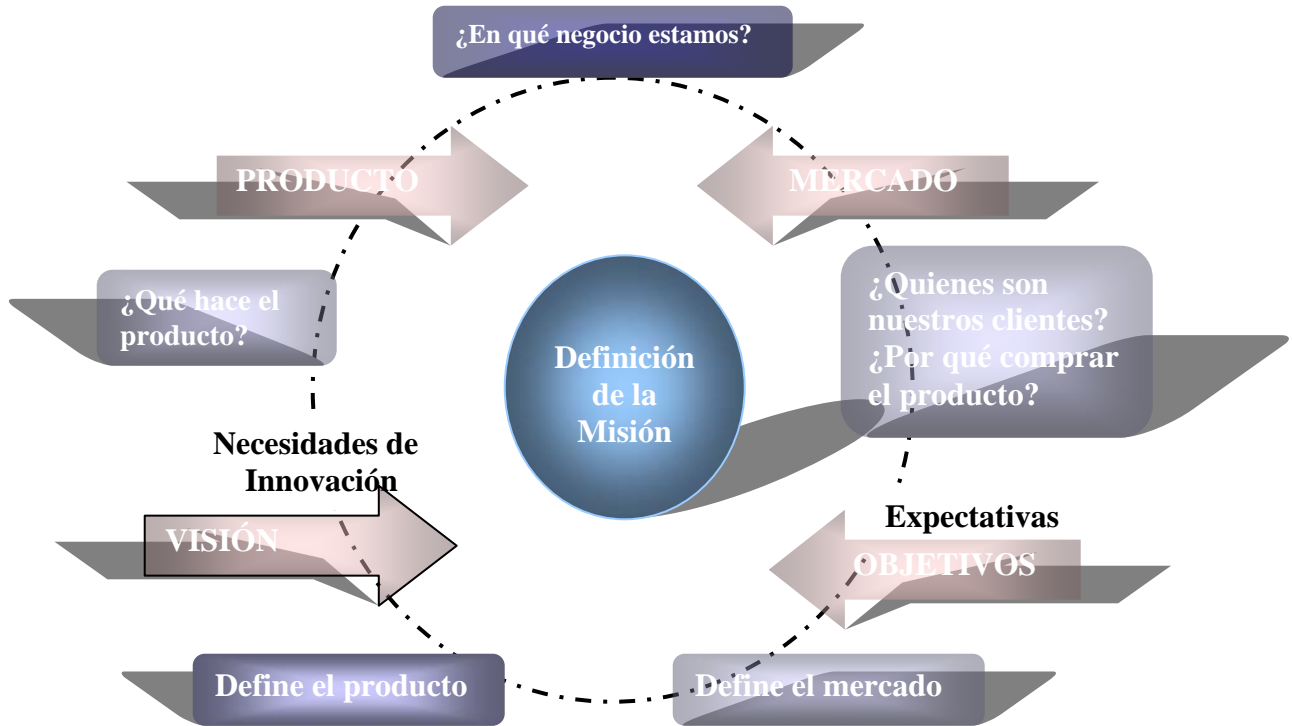 ¿En qué negocio estamos?
PRODUCTO
MERCADO
¿Qué hace el
producto?
¿Quienes son
nuestros clientes?
¿Por qué comprar
el producto?
Definición
de la
Misión
Necesidades de
Innovación
VISIÓN
Expectativas
OBJETIVOS
Define el producto
Define el mercado